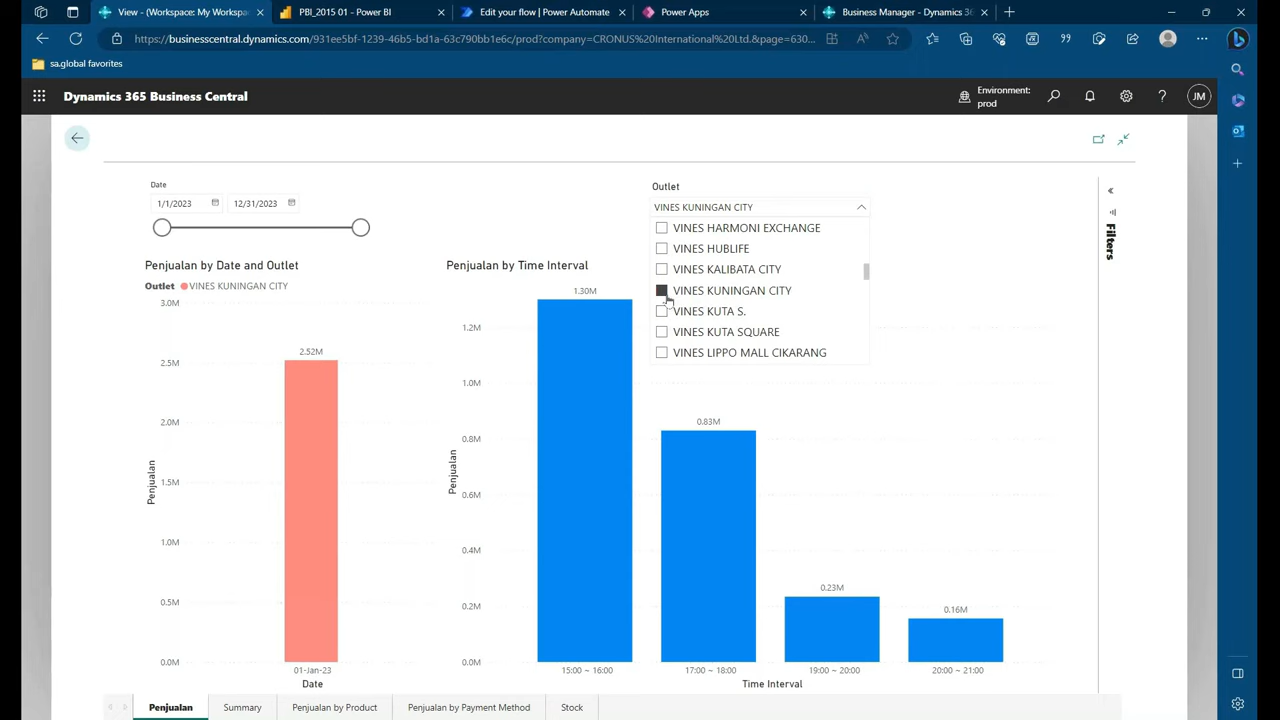 View - (Workspace: My Workspa
PBI_2015 01 - Power BI
Edit your flow | Power Automate
Power Apps
Business Manager - Dynamics 36
https://businesscentral.dynamics.com/931ee5bf-1239-46b5-bd1a-63c790bb1e6c/prod?company=CRONUS%20International%20Ltd.&page=630...
sa.global favorites
Dynamics 365 Business Central
Environment:
prod
JM
Date
1/1/2023
12/31/2023
Outlet
VINES KUNINGAN CITY
VINES HARMONI EXCHANGE
VINES HUBLIFE
VINES KALIBATA CITY
VINES KUNINGAN CITY
VINES KUTA S.
VINES KUTA SQUARE
VINES LIPPO MALL CIKARANG
Filters
Penjualan by Date and Outlet
Outlet VINES KUNINGAN CITY
3.0M
2.5M
2.0M
1.5M
1.0M
0.5M
0.0M
Penjualan
2.52M
01-Jan-23
Date
Penjualan by Time Interval
1.2M
1.0M
0.8M
0.6M
0.4M
0.2M
0.0M
Penjualan
1.30M
0.83M
0.23M
0.16M
15:00 ~ 16:00
17:00 ~ 18:00
19:00 ~ 20:00
20:00 ~ 21:00
Time Interval
Penjualan
Summary
Penjualan by Product
Penjualan by Payment Method
Stock